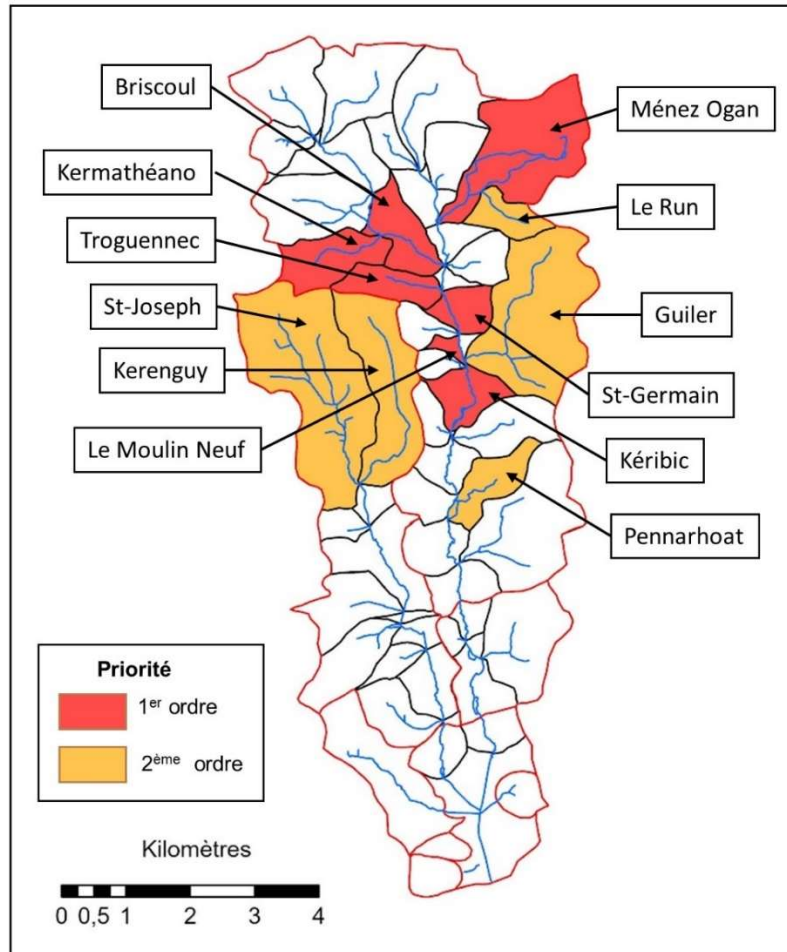 Briscoul
Ménez Ogan
Kermathéano
Le Run
Troguennec
St-Joseph
Guiler
Kerenguy
St-Germain
Le Moulin Neuf
Kéribic
Pennarhoat
Priorité
1er ordre
2ème ordre
Kilomètres
0 0,5 1 2 3 4